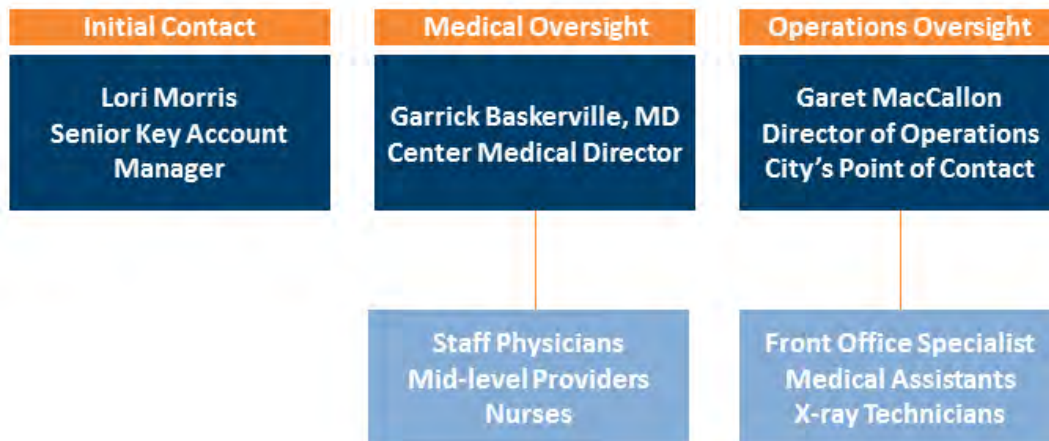 Initial Contact
Medical Oversight
Operations Oversight
Lori Morris
Senior Key Account
Manager
Garrick Baskerville, MD
Center Medical Director
Garet MacCallon
Director of Operations
City's Point of Contact
Staff Physicians
Mid-level Providers
Nurses
Front Office Specialist
Medical Assistants
X-ray Technicians